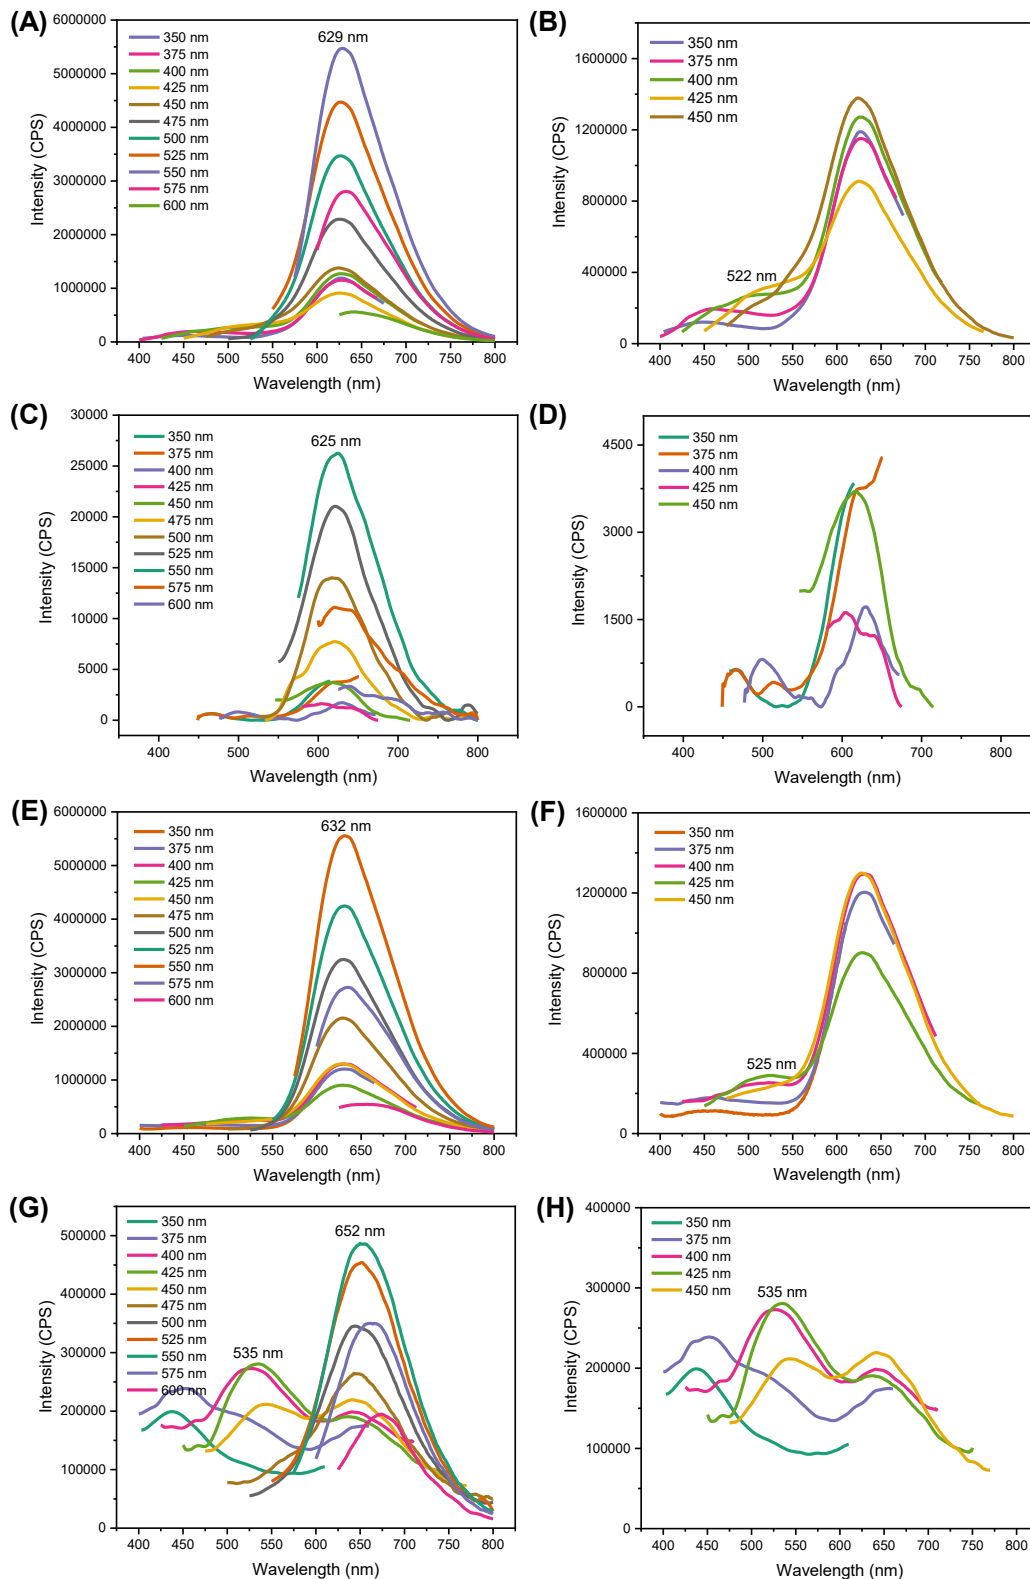 (A)
6000000
5000000
4000000
3000000
2000000
1000000
0
Intensity (CPS)
629 nm
350 nm
375 nm
400 nm
425 nm
450 nm
475 nm
500 nm
525 nm
550 nm
575 nm
600 nm
400 450 500 550 600 650 700 750 800
Wavelength (nm)
(B)
1600000
1200000
800000
400000
0
Intensity (CPS)
350 nm
375 nm
400 nm
425 nm
450 nm
522 nm
400 450 500 550 600 650 700 750 800
Wavelength (nm)
(C)
30000
25000
20000
15000
10000
5000
0
Intensity (CPS)
625 nm
350 nm
375 nm
400 nm
425 nm
450 nm
475 nm
500 nm
525 nm
550 nm
575 nm
600 nm
400 500 600 700 800
Wavelength (nm)
(D)
4500
3000
1500
0
Intensity (CPS)
350 nm
375 nm
400 nm
425 nm
450 nm
400 500 600 700 800
Wavelength (nm)
(E)
6000000
5000000
4000000
3000000
2000000
1000000
0
Intensity (CPS)
632 nm
350 nm
375 nm
400 nm
425 nm
450 nm
475 nm
500 nm
525 nm
550 nm
575 nm
600 nm
400 450 500 550 600 650 700 750 800
Wavelength (nm)
(F)
1600000
1200000
800000
400000
0
Intensity (CPS)
350 nm
375 nm
400 nm
425 nm
450 nm
525 nm
400 450 500 550 600 650 700 750 800
Wavelength (nm)
(G)
500000
400000
300000
200000
100000
0
Intensity (CPS)
652 nm
535 nm
350 nm
375 nm
400 nm
425 nm
450 nm
475 nm
500 nm
525 nm
550 nm
575 nm
600 nm
400 450 500 550 600 650 700 750 800
Wavelength (nm)
(H)
400000
300000
200000
100000
0
Intensity (CPS)
350 nm
375 nm
400 nm
425 nm
450 nm
535 nm
400 450 500 550 600 650 700 750 800
Wavelength (nm)